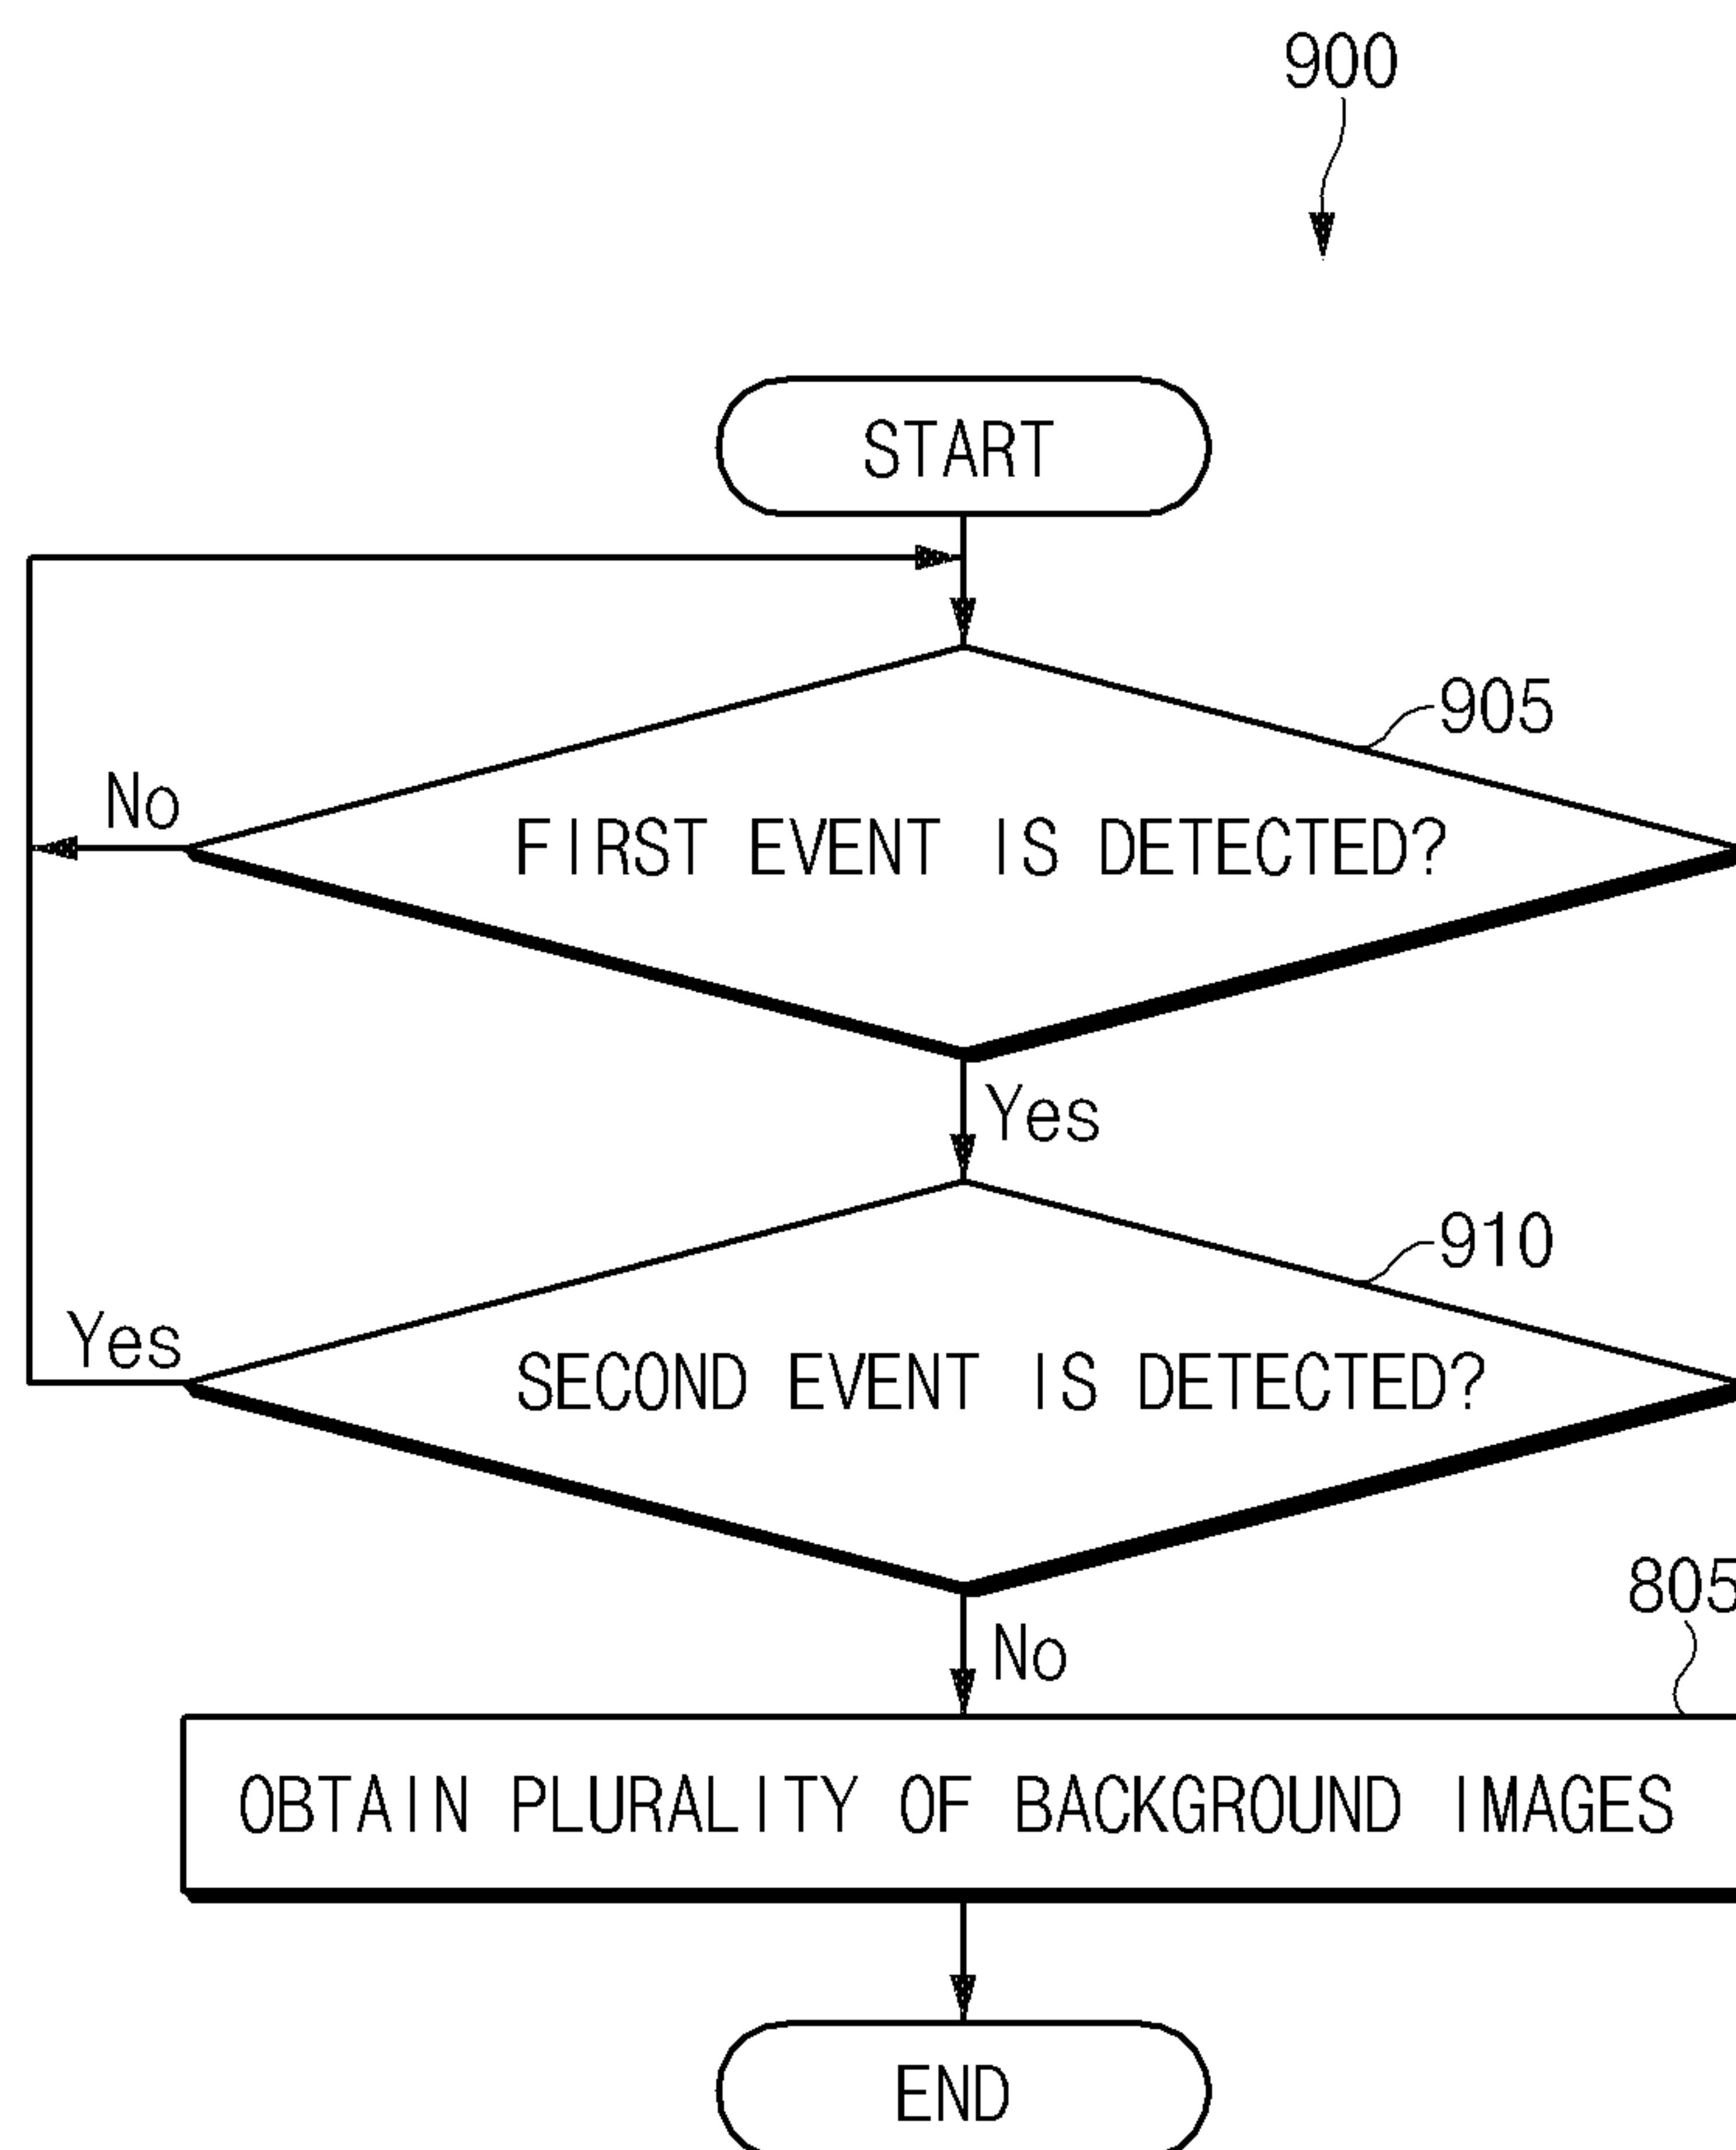 900
START
905
No
FIRST EVENT IS DETECTED?
Yes
910
Yes
SECOND EVENT IS DETECTED?
805
No
OBTAIN PLURALITY OF BACKGROUND IMAGES
END